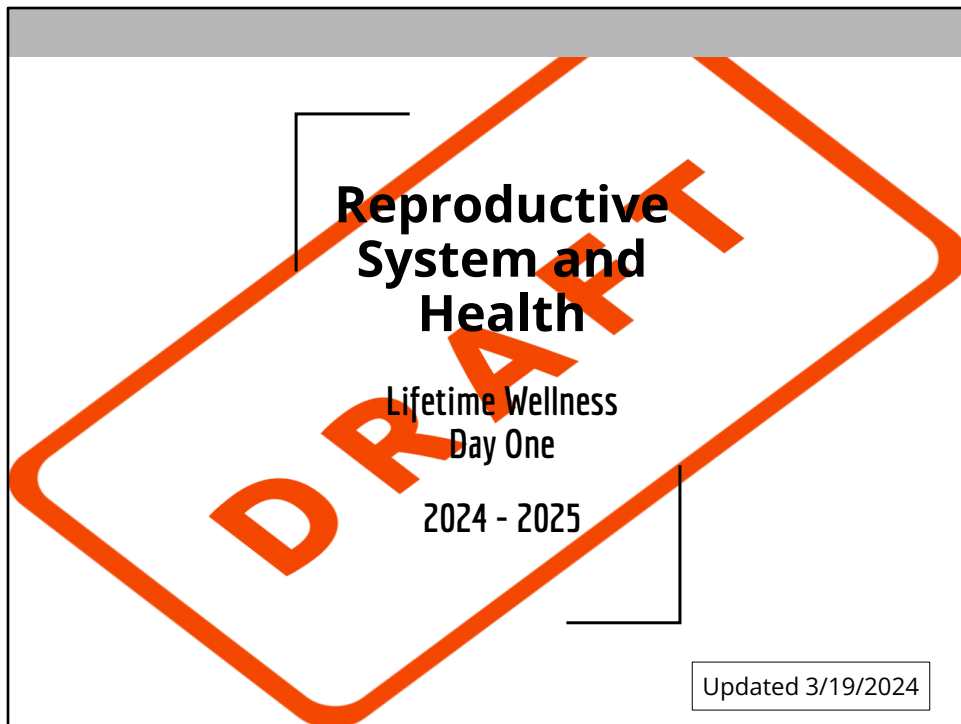 Reproductive
System and
Health
Lifetime Wellness
Day One
2024 - 2025
DRAFT
Updated 3/19/2024